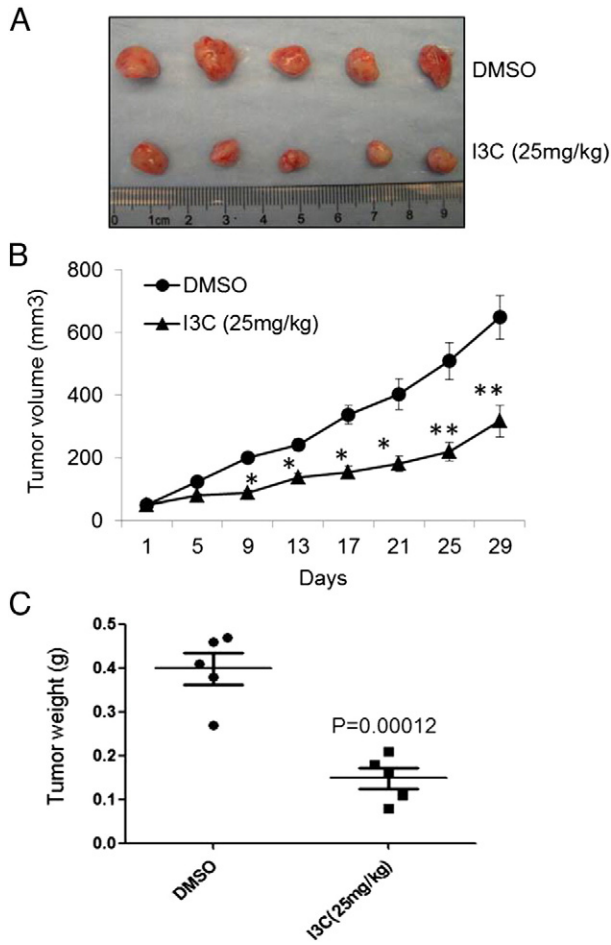 A
DMSO
I3C (25mg/kg)
0 1cm 2 3 4 5 6 7 8 9
B
800
600
400
200
0
Tumor volume (mm3)
DMSO
I3C (25mg/kg)
* * * * ** **
1 5 9 13 17 21 25 29
Days
C
0.5
0.4
0.3
0.2
0.1
0.0
Tumor weight (g)
P=0.00012
DMSO
I3C(25mg/kg)